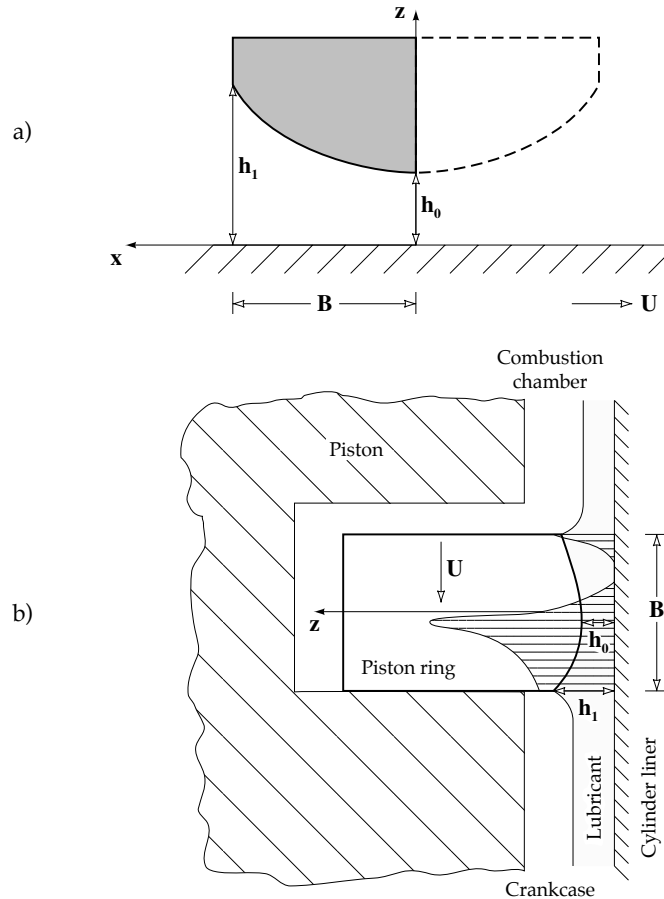 z
a)
h1
h0
x
B
U
Combustion
chamber
Piston
U
B
b)
z
h0
Piston ring
h1
Lubricant
Cylinder liner
Crankcase